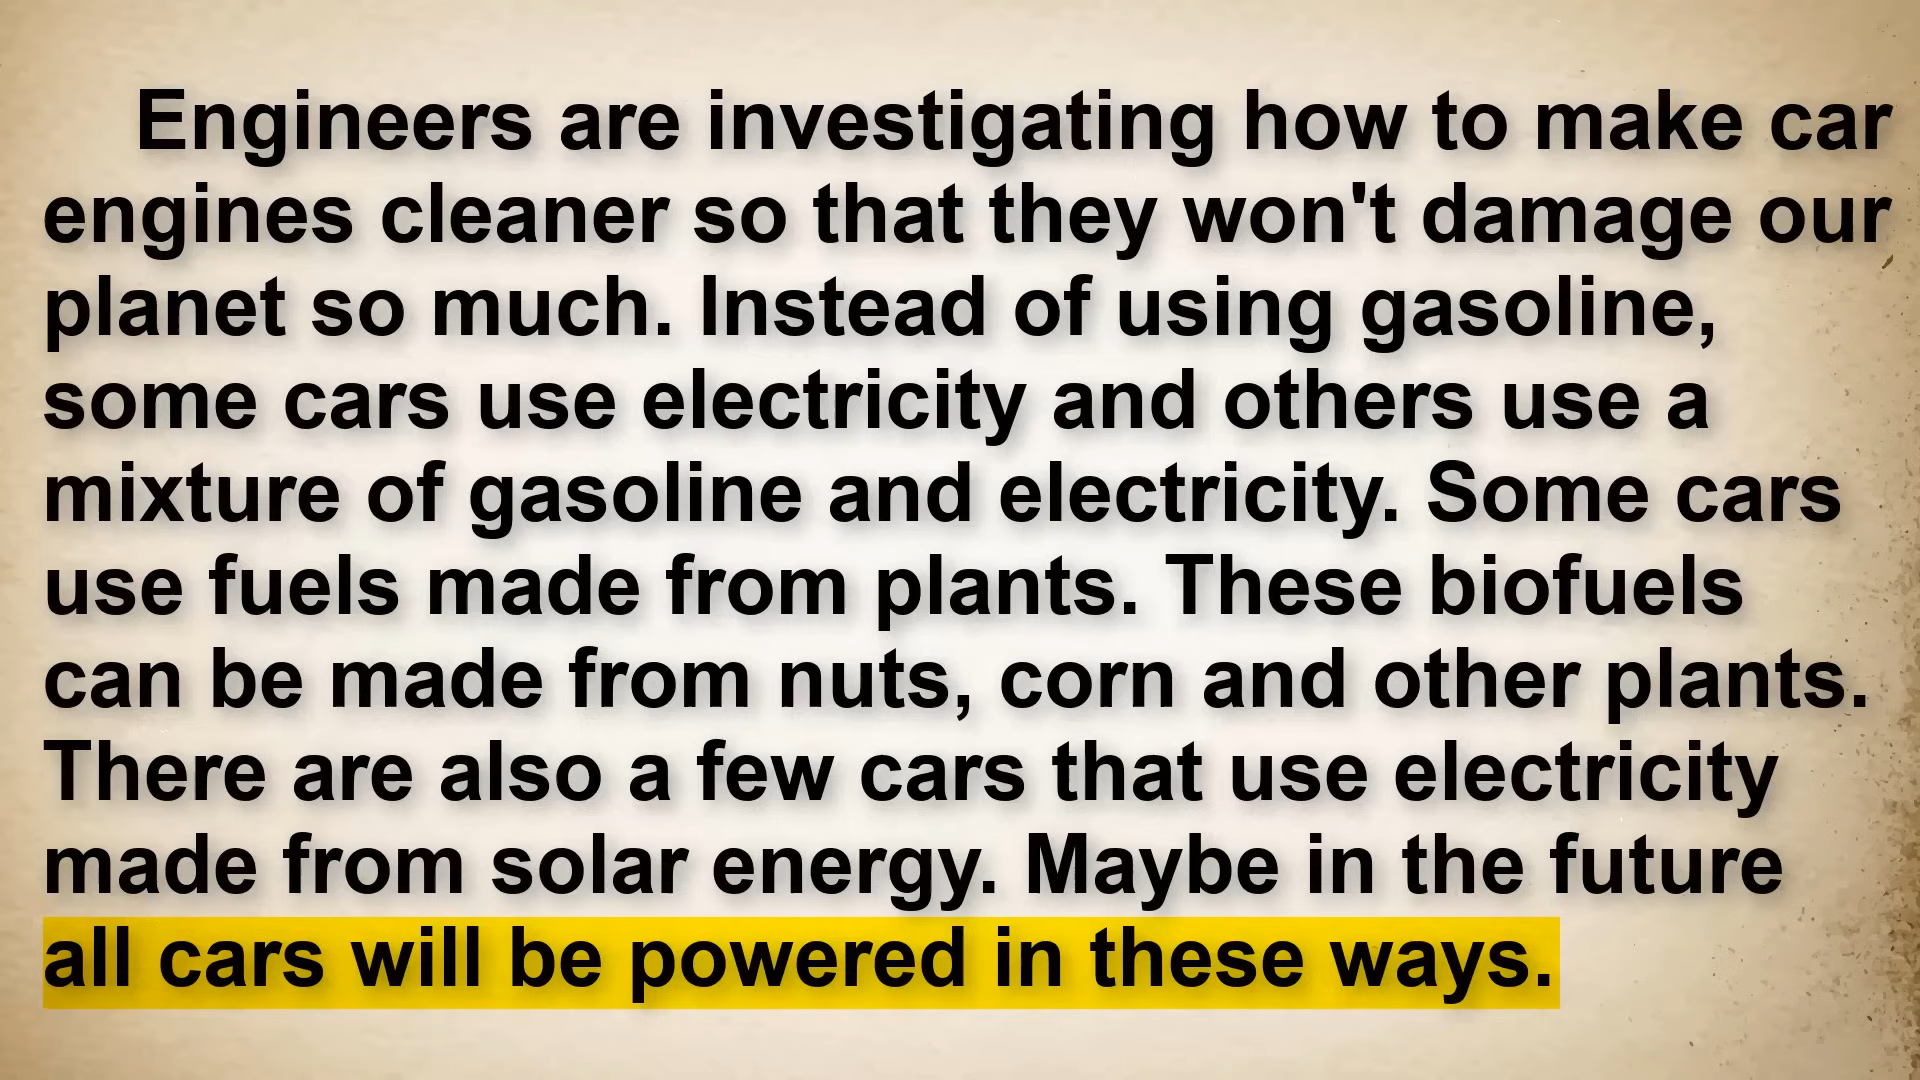 Engineers are investigating how to make car
engines cleaner so that they won't damage our
planet so much. Instead of using gasoline,
some cars use electricity and others use a
mixture of gasoline and electricity. Some cars
use fuels made from plants. These biofuels
can be made from nuts, corn and other plants.
There are also a few cars that use electricity
made from solar energy. Maybe in the future
all cars will be powered in these ways.